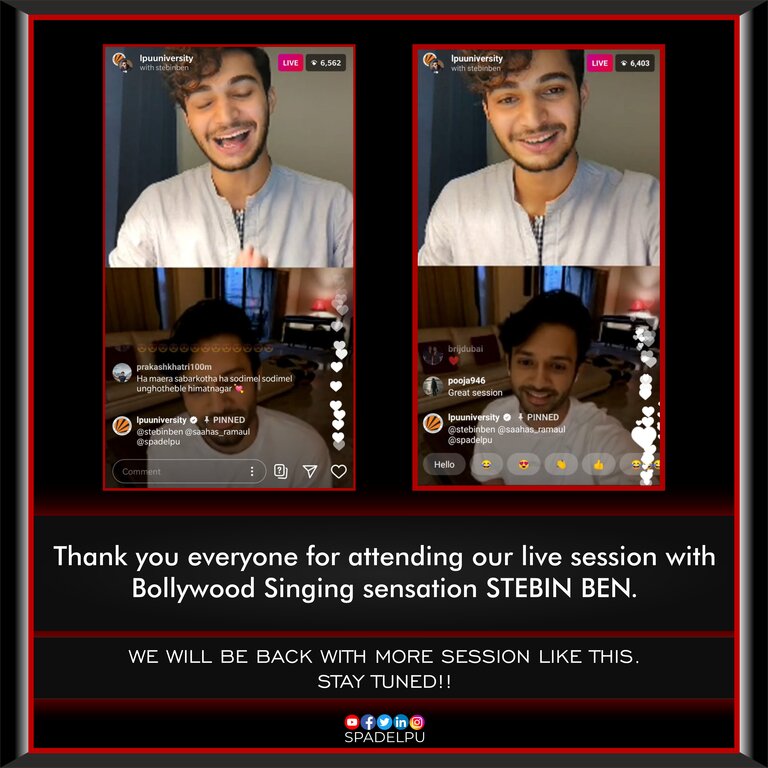 lpuuniversity
with stebinben
LIVE
6,562
prakashkhatri100m
Ha maera sabarkotha ha sodimel sodimel
unghotheble himatnagar
lpuuniversity PINNED
@stebinben @saahas_ramaul
@spadelpu
Comment
lpuuniversity
with stebinben
LIVE
6,403
brijdubai
pooja946
Great session
lpuuniversity PINNED
@stebinben @saahas_ramaul
@spadelpu
Hello
Thank you everyone for attending our live session with
Bollywood Singing sensation STEBIN BEN.
WE WILL BE BACK WITH MORE SESSION LIKE THIS.
STAY TUNED!!
SPADELPU